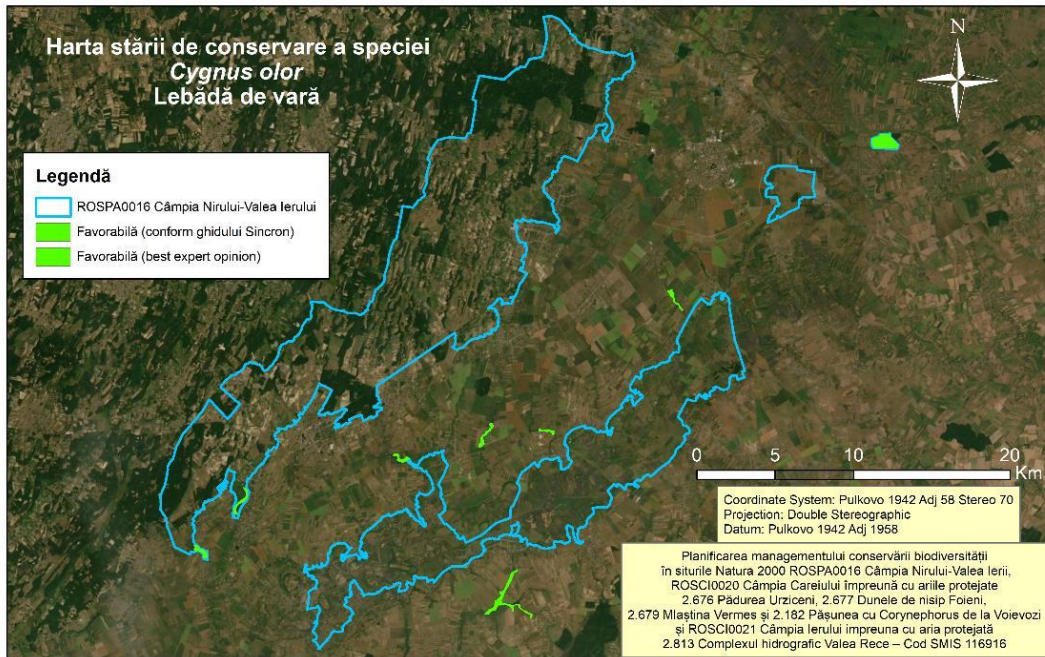 Harta stării de conservare a speciei
Cygnus olor
Lebădă de vară
N
Legendă
ROSPA0016 Câmpia Nirului-Valea Ierului
Favorabilă (conform ghidului Sincron)
Favorabilă (best expert opinion)
0 5 10 20
Km
Coordinate System: Pulkovo 1942 Adj 58 Stereo 70
Projection: Double Stereographic
Datum: Pulkovo 1942 Adj 1958
Planificarea managementului conservării biodiversității
în siturile Natura 2000 ROSPA0016 Câmpia Nirului-Valea Ierii,
ROSCI0020 Câmpia Careiului împreună cu ariile protejate
2.676 Pădurea Urziceni, 2.677 Dunele de nisip Foieni,
2.679 Mlaștina Vermes și 2.182 Pășunea cu Corynephorus de la Voievozi
și ROSCI0021 Câmpia Ierului impreuna cu aria protejată
2.813 Complexul hidrografic Valea Rece – Cod SMIS 116916